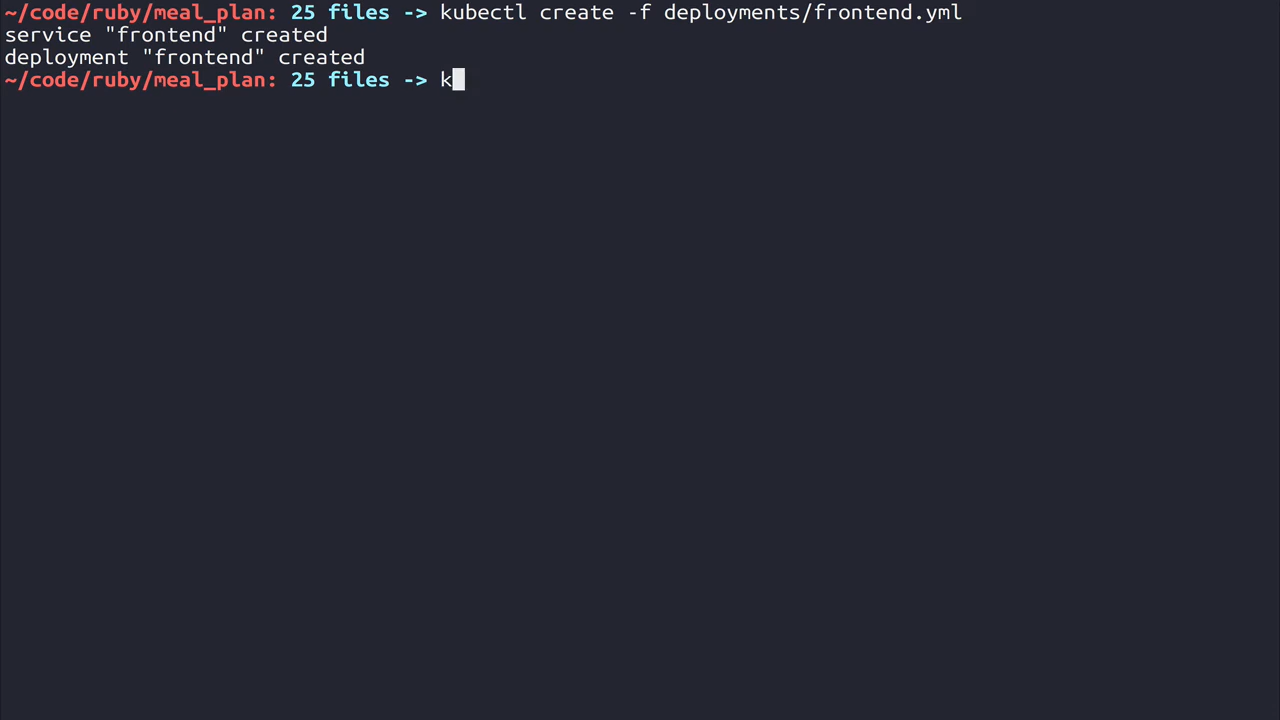 ~/code/ruby/meal_plan: 25 files -> kubectl create -f deployments/frontend.yml
service "frontend" created
deployment "frontend" created
~/code/ruby/meal_plan: 25 files -> k